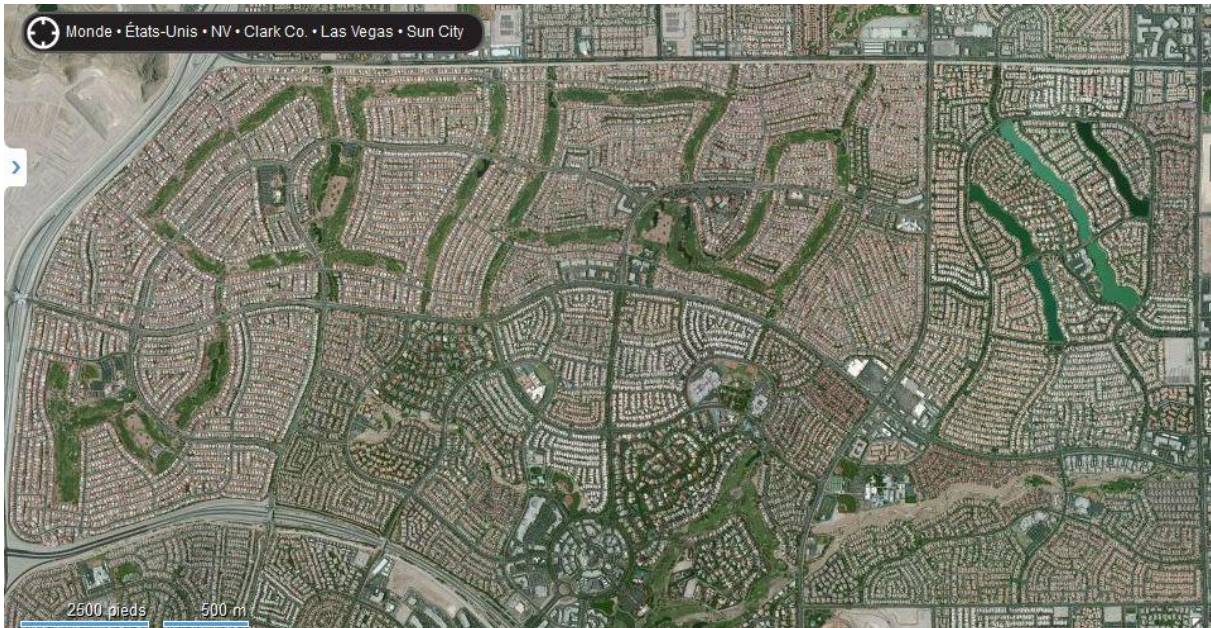 Monde • États-Unis • NV • Clark Co. • Las Vegas • Sun City
2500 pieds 500 m